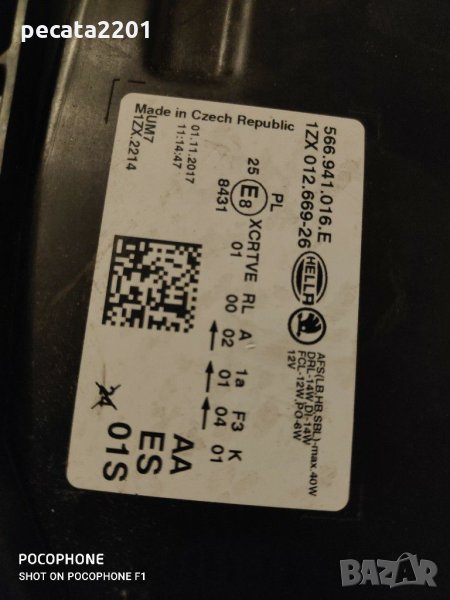 pecata2201
566.941.016.E
1ZX 012.669-26
HELLA
AFS(LB,HB,SBL)-max.40W
DRL-14W,DI-14W
FCL-12W,PO-6W
12V
PL XCRTVE RL A 1a F3 K
25 E8 01 00 02 01 04 01
8431
Made in Czech Republic
01.11.2017
11:14:47
UM7
1ZX.2214
24
AA
ES
01S
POCOPHONE
SHOT ON POCOPHONE F1
BAZAR